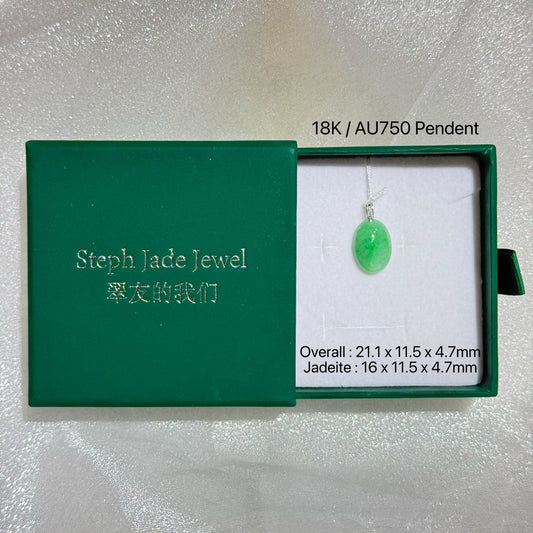 18K / AU750 Pendent
Steph Jade Jewel
翠友的我们
Overall : 21.1 x 11.5 x 4.7mm
Jadeite : 16 x 11.5 x 4.7mm